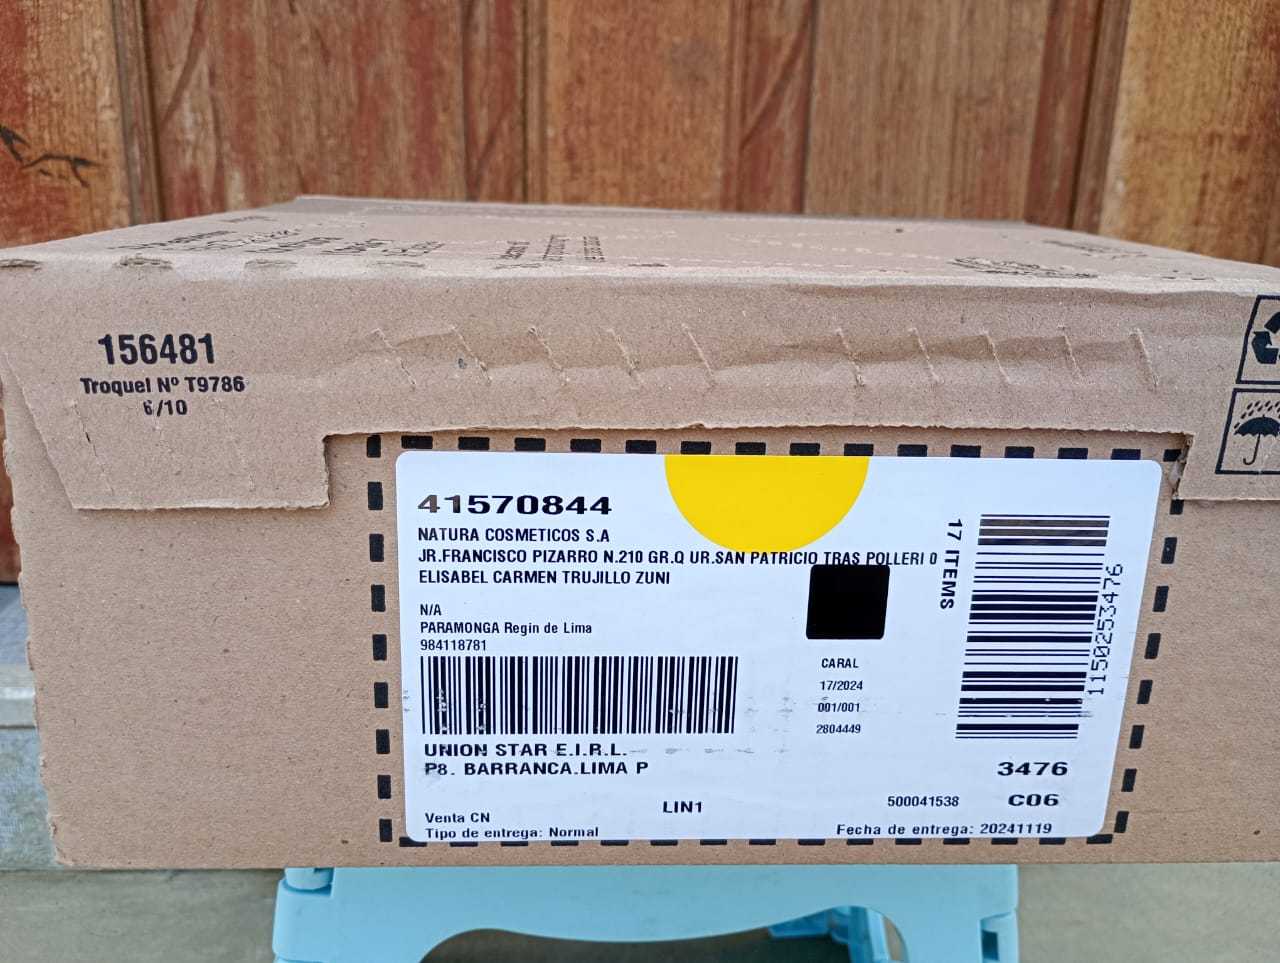 156481
Troquel Nº T9786
6/10
41570844
NATURA COSMETICOS S.A
JR.FRANCISCO PIZARRO N.210 GR.Q UR.SAN PATRICIO TRAS POLLERI 0
ELISABEL CARMEN TRUJILLO ZUNI
N/A
PARAMONGA Regin de Lima
984118781
CARAL
17/2024
001/001
2804449
17 ITEMS
1150253476
UNION STAR E.I.R.L.
P8. BARRANCA.LIMA P
3476
LIN1
500041538
C06
Venta CN
Tipo de entrega: Normal
Fecha de entrega: 20241119